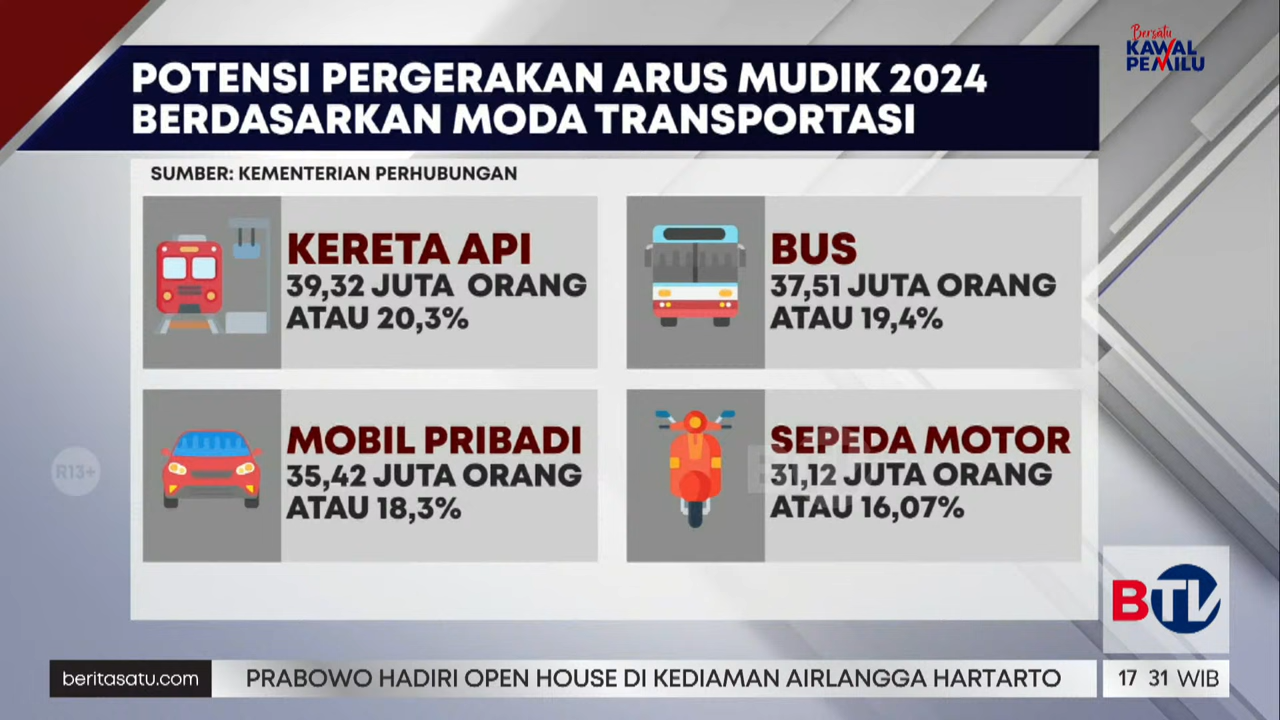 Bersatu
KAWAL
PEMILU
POTENSI PERGERAKAN ARUS MUDIK 2024
BERDASARKAN MODA TRANSPORTASI
SUMBER: KEMENTERIAN PERHUBUNGAN
KERETA API
39,32 JUTA ORANG
ATAU 20,3%
BUS
37,51 JUTA ORANG
ATAU 19,4%
MOBIL PRIBADI
35,42 JUTA ORANG
ATAU 18,3%
SEPEDA MOTOR
31,12 JUTA ORANG
ATAU 16,07%
R13+
BTV
beritasatu.com
PRABOWO HADIRI OPEN HOUSE DI KEDIAMAN AIRLANGGA HARTARTO
17 31 WIB